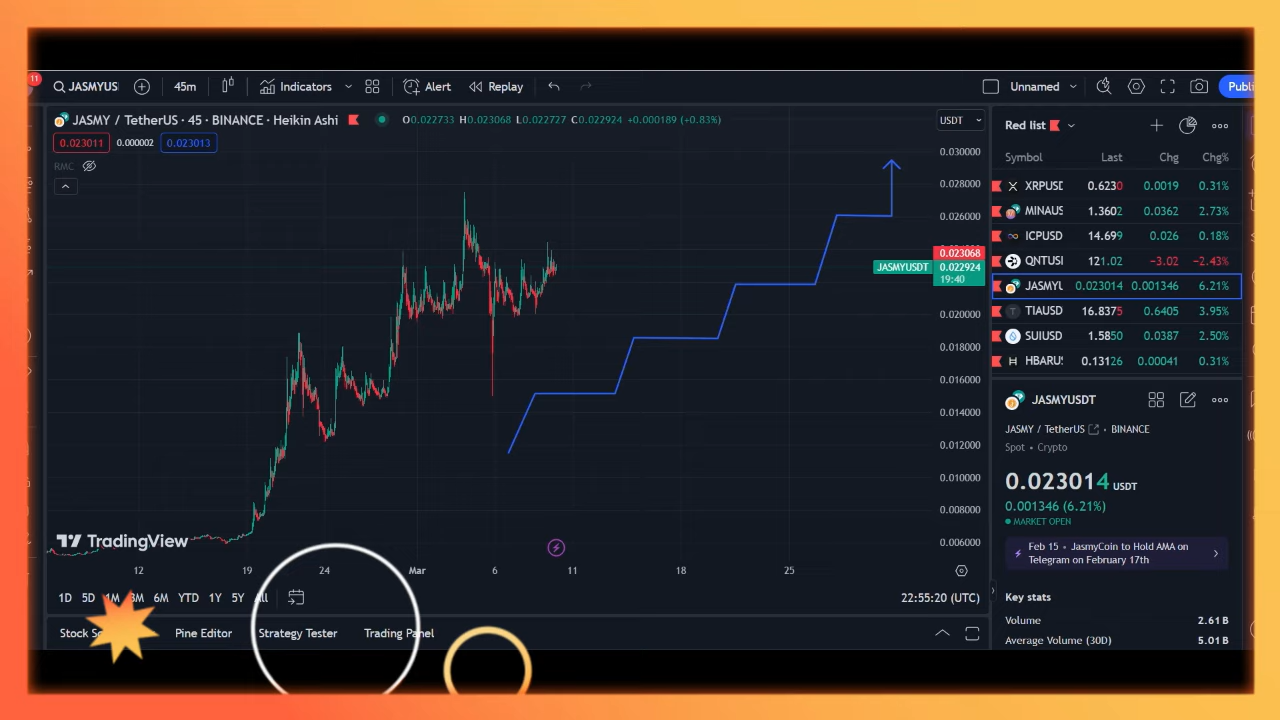 11
JASMYUS 45m Indicators Alert Replay Unnamed Publi
JASMY / TetherUS · 45 · BINANCE · Heikin Ashi O0.022733 H0.023068 L0.022727 C0.022924 +0.000189 (+0.83%)
0.023011 0.000002 0.023013
RMC
USDT
0.030000
0.028000
0.026000
0.023068
JASMYUSDT 0.022924
19:40
0.020000
0.018000
0.016000
0.014000
0.012000
0.010000
0.008000
0.006000
TradingView
12 19 24 Mar 6 11 18 25
1D 5D 1M 3M 6M YTD 1Y 5Y All
22:55:20 (UTC)
Stock Sc Pine Editor Strategy Tester Trading Panel
Red list
Symbol Last Chg Chg%
XRPUSD 0.6230 0.0019 0.31%
MINAUS 1.3602 0.0362 2.73%
ICPUSD 14.699 0.026 0.18%
QNTUSI 121.02 −3.02 −2.43%
JASMYL 0.023014 0.001346 6.21%
TIAUSD 16.8375 0.6405 3.95%
SUIUSD 1.5850 0.0387 2.50%
HBARU 0.13126 0.00041 0.31%
JASMYUSDT
JASMY / TetherUS · BINANCE
Spot · Crypto
0.023014 USDT
0.001346 (6.21%)
MARKET OPEN
Feb 15 · JasmyCoin to Hold AMA on
Telegram on February 17th
Key stats
Volume 2.61 B
Average Volume (30D) 5.01 B